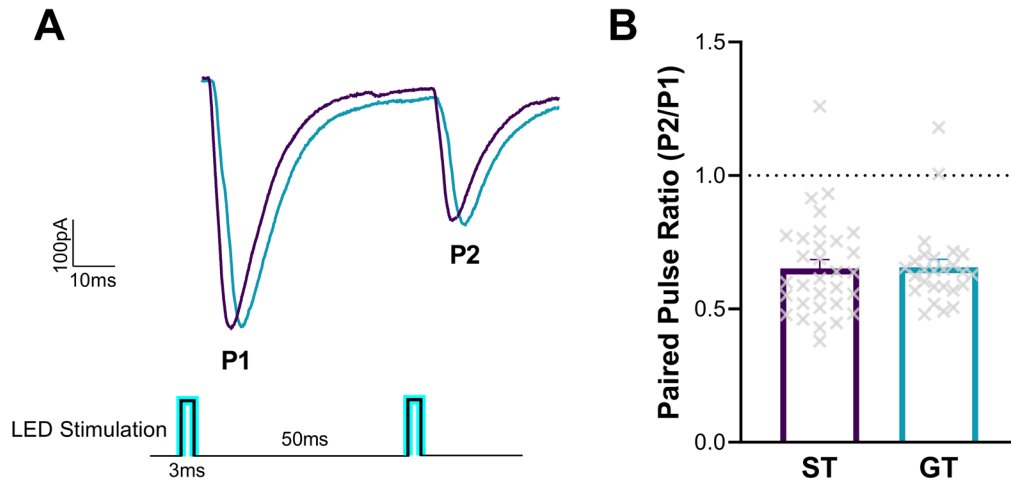 A
100pA
10ms
P1
P2
LED Stimulation
50ms
3ms
B
Paired Pulse Ratio (P2/P1)
1.5
1.0
0.5
0.0
ST GT